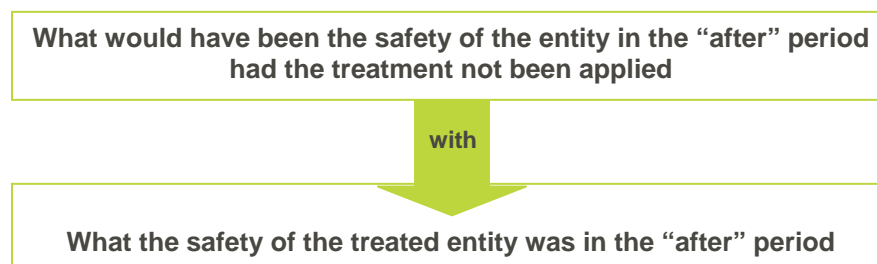 What would have been the safety of the entity in the “after” period
had the treatment not been applied
with
What the safety of the treated entity was in the “after” period